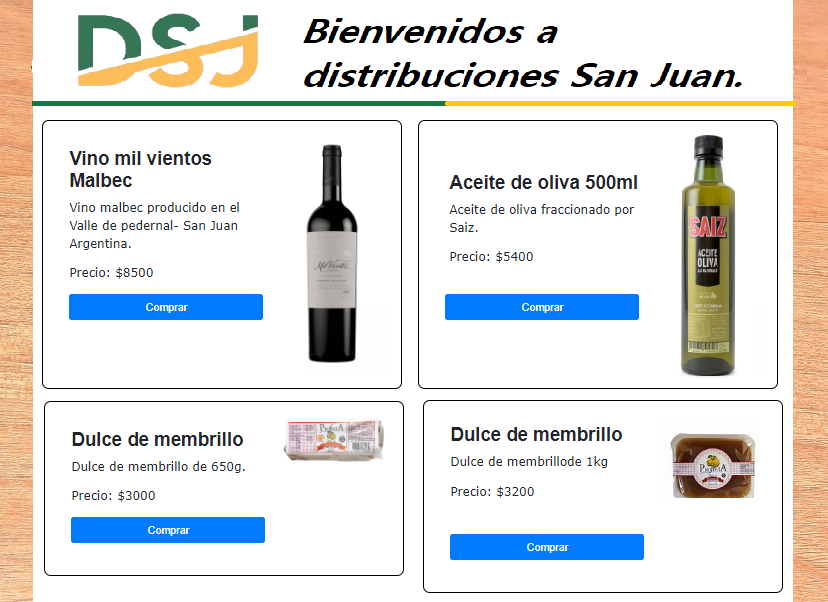 DSJ
Bienvenidos a
distribuciones San Juan.
Vino mil vientos
Malbec
Vino malbec producido en el
Valle de pedernal- San Juan
Argentina.
Precio: $8500
Comprar
Mil Vientos
Aceite de oliva 500ml
Aceite de oliva fraccionado por
Saiz.
Precio: $5400
Comprar
SAIZ
ACEITE
OLIVA
Dulce de membrillo
Dulce de membrillo de 650g.
Precio: $3000
Comprar
Dulce de membrillo
Dulce de membrillode 1kg
Precio: $3200
Comprar